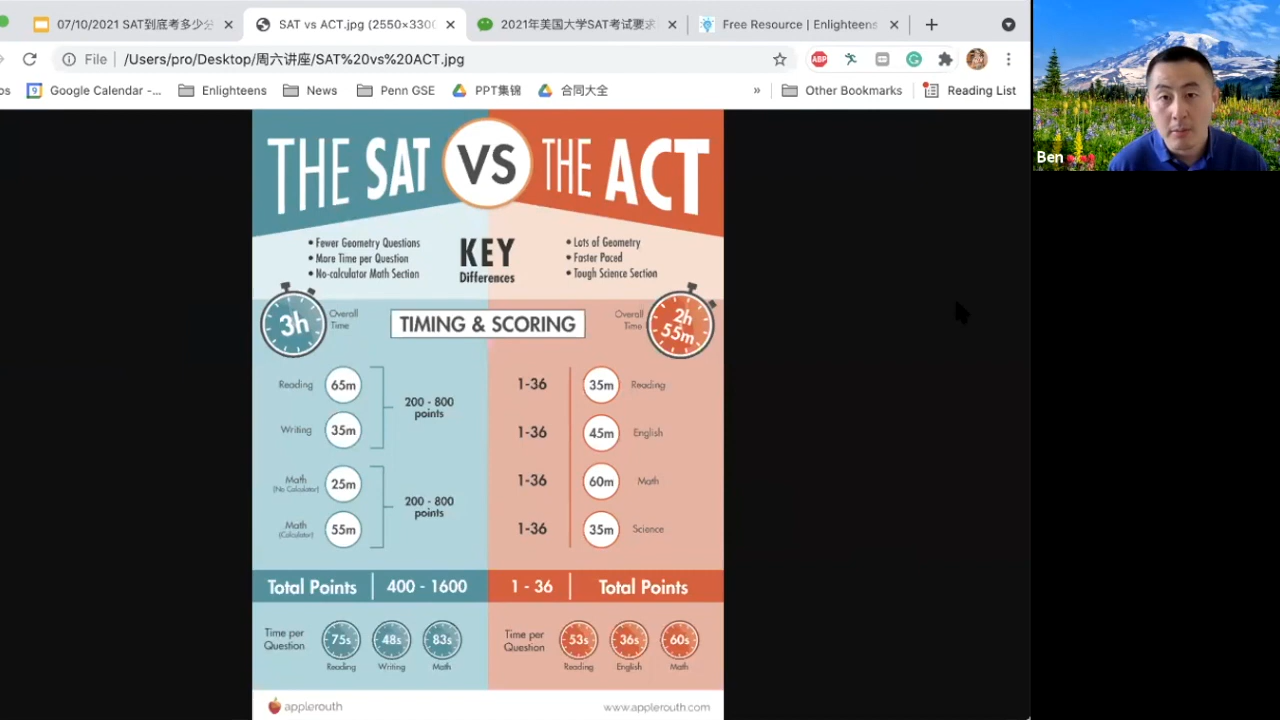 07/10/2021 SAT到底考多少分
SAT vs ACT.jpg (2550×3300
2021年美国大学SAT考试要求
Free Resource | Enlighteens
File
/Users/pro/Desktop/周六讲座/SAT%20vs%20ACT.jpg
ABP
os
Google Calendar -...
Enlighteens
News
Penn GSE
PPT集锦
合同大全
»
Other Bookmarks
Reading List
Ben
THE SAT VS THE ACT
• Fewer Geometry Questions
• More Time per Question
• No-calculator Math Section
KEY
Differences
• Lots of Geometry
• Faster Paced
• Tough Science Section
3h
Overall
Time
TIMING & SCORING
Overall
Time
2h
55m
Reading 65m
Writing 35m
200 - 800
points
Math
(No Calculator)
25m
Math
(Calculator)
55m
200 - 800
points
1-36 35m Reading
1-36 45m English
1-36 60m Math
1-36 35m Science
Total Points 400 - 1600
1 - 36 Total Points
Time per
Question
75s 48s 83s
Reading Writing Math
Time per
Question
53s 36s 60s
Reading English Math
applerouth
www.applerouth.com